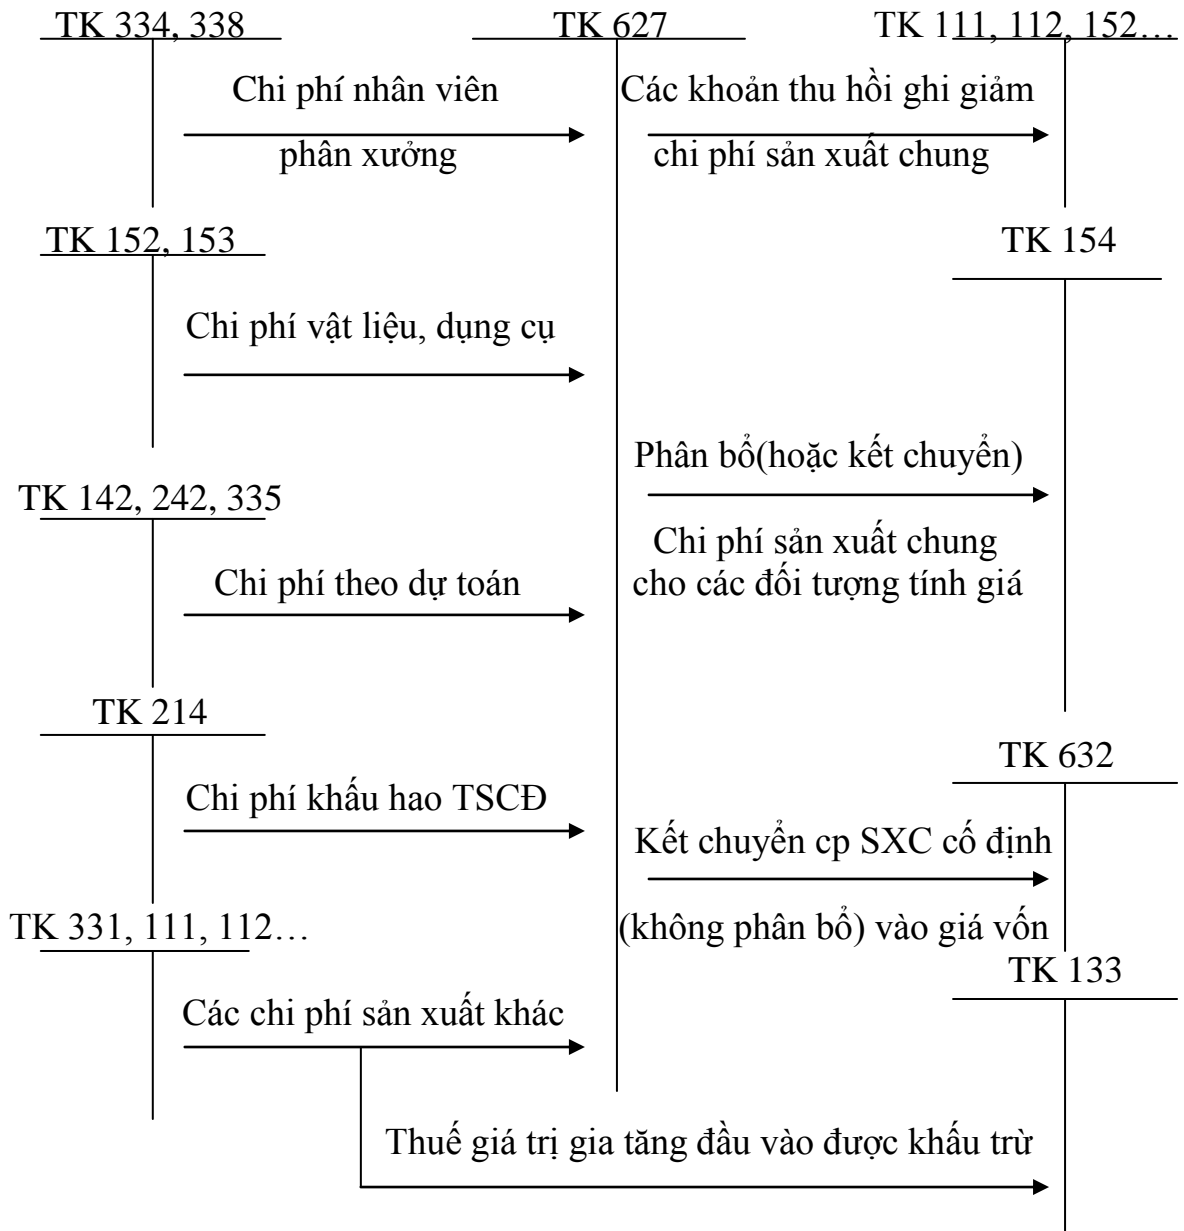 TK 334, 338
TK 627
TK 111, 112, 152…
Chi phí nhân viên
phân xưởng
Các khoản thu hồi ghi giảm
chi phí sản xuất chung
TK 152, 153
TK 154
Chi phí vật liệu, dụng cụ
Phân bổ(hoặc kết chuyển)
Chi phí sản xuất chung
cho các đối tượng tính giá
TK 142, 242, 335
Chi phí theo dự toán
TK 214
TK 632
Chi phí khấu hao TSCĐ
Kết chuyển cp SXC cố định
(không phân bổ) vào giá vốn
TK 331, 111, 112…
TK 133
Các chi phí sản xuất khác
Thuế giá trị gia tăng đầu vào được khấu trừ